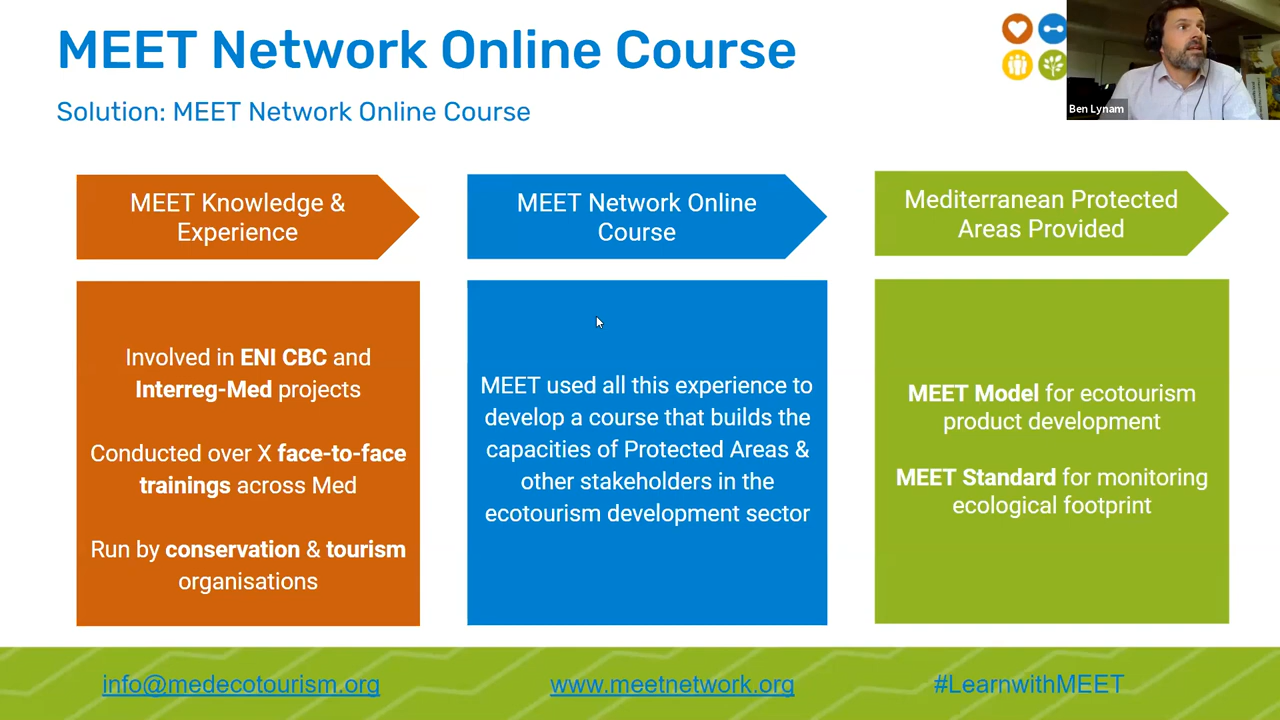 MEET Network Online Course
Solution: MEET Network Online Course
Ben Lynam
MEET Knowledge &
Experience
Involved in ENI CBC and
Interreg-Med projects
Conducted over X face-to-face
trainings across Med
Run by conservation & tourism
organisations
MEET Network Online
Course
MEET used all this experience to
develop a course that builds the
capacities of Protected Areas &
other stakeholders in the
ecotourism development sector
Mediterranean Protected
Areas Provided
MEET Model for ecotourism
product development
MEET Standard for monitoring
ecological footprint
info@medecotourism.org
www.meetnetwork.org
#LearnwithMEET